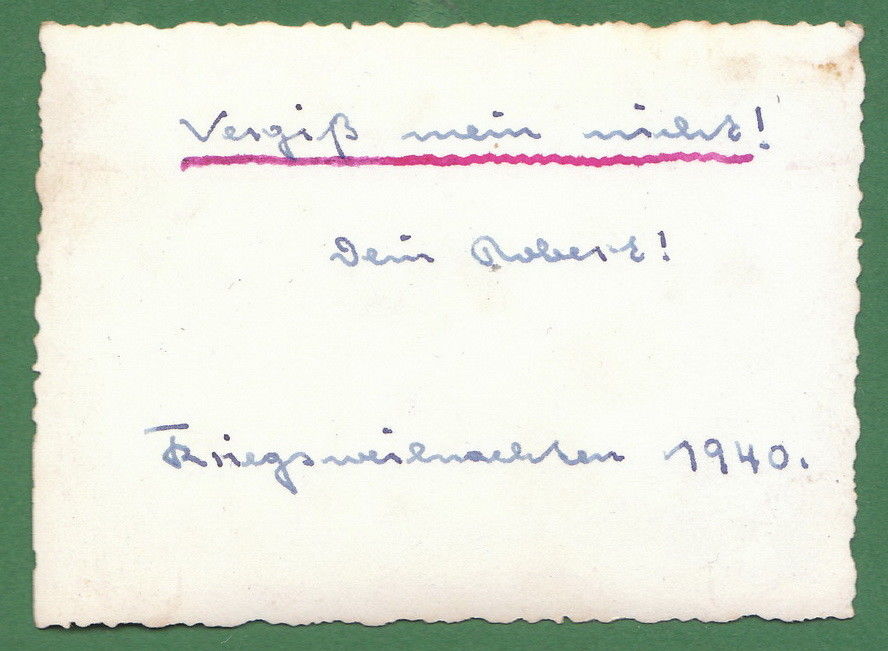 Vergiß mein nicht!
Dein Robert!
Kriegsweihnachten 1940.